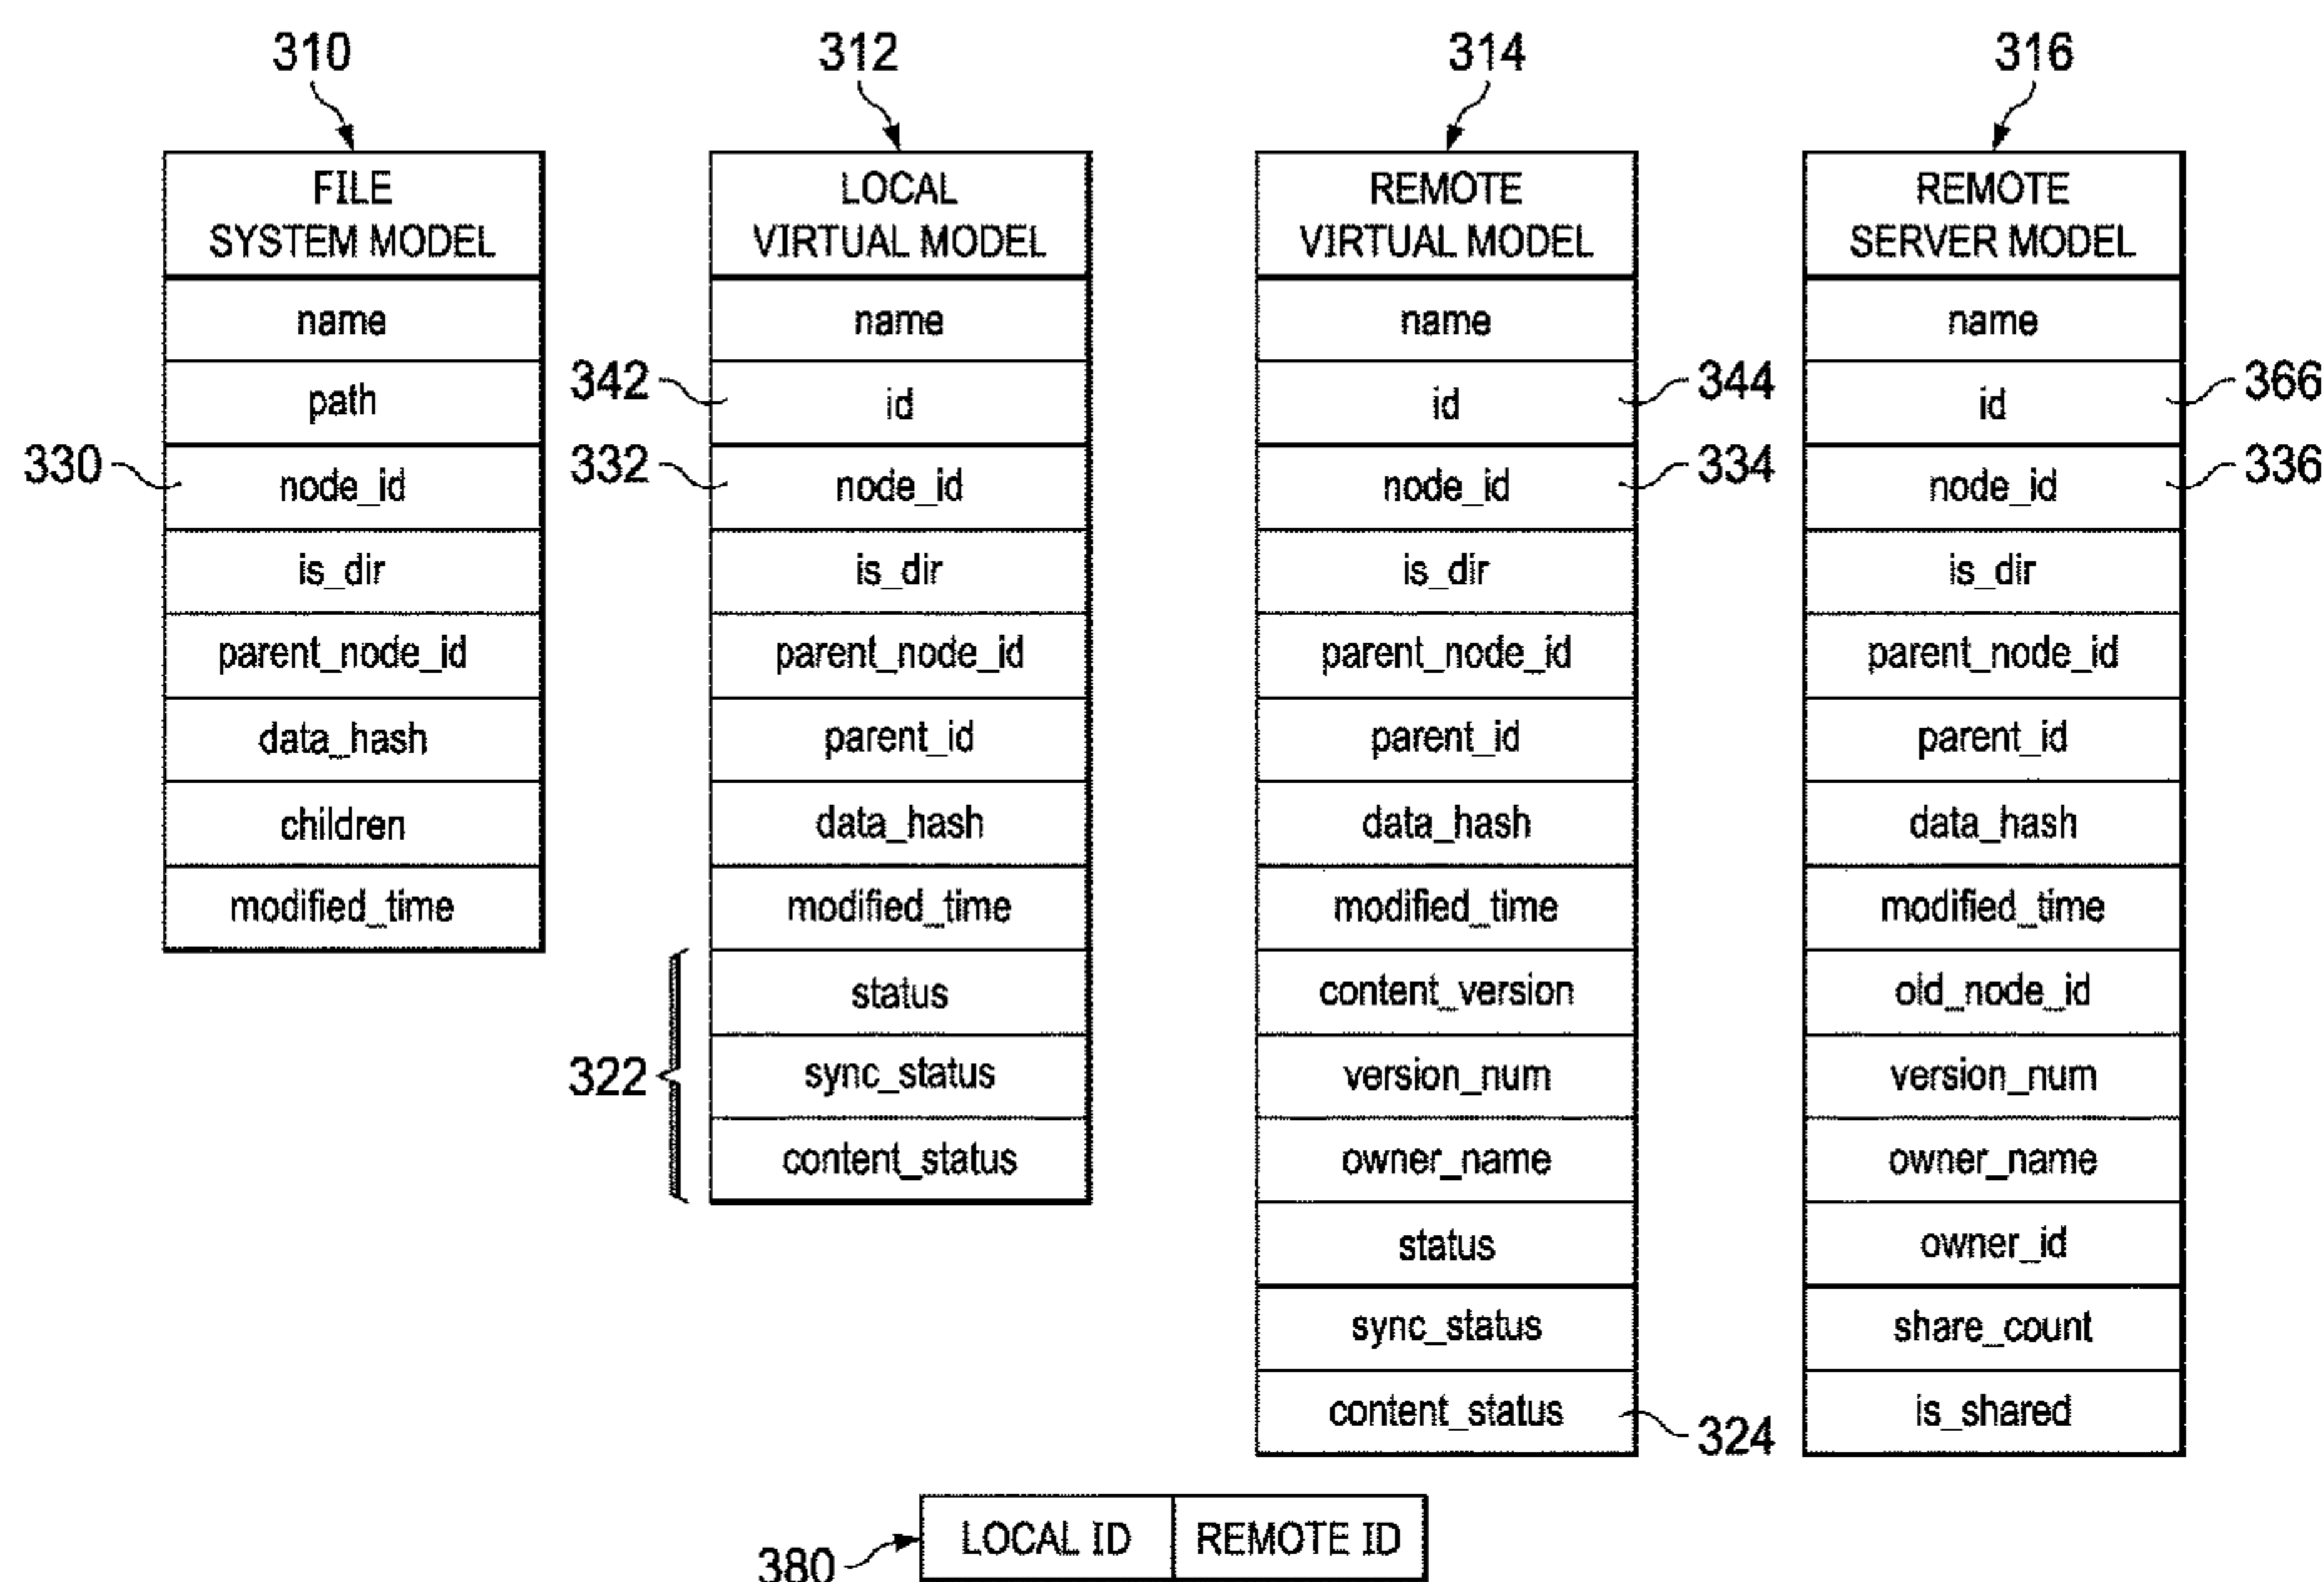 310
312
314
316
FILE
SYSTEM MODEL
name
path
330
node_id
is_dir
parent_node_id
data_hash
children
modified_time
LOCAL
VIRTUAL MODEL
name
342
id
332
node_id
is_dir
parent_node_id
parent_id
data_hash
modified_time
322
status
sync_status
content_status
REMOTE
VIRTUAL MODEL
name
id
344
node_id
334
is_dir
parent_node_id
parent_id
data_hash
modified_time
content_version
version_num
owner_name
status
sync_status
content_status
324
REMOTE
SERVER MODEL
name
id
366
node_id
336
is_dir
parent_node_id
parent_id
data_hash
modified_time
old_node_id
version_num
owner_name
owner_id
share_count
is_shared
380
LOCAL ID
REMOTE ID